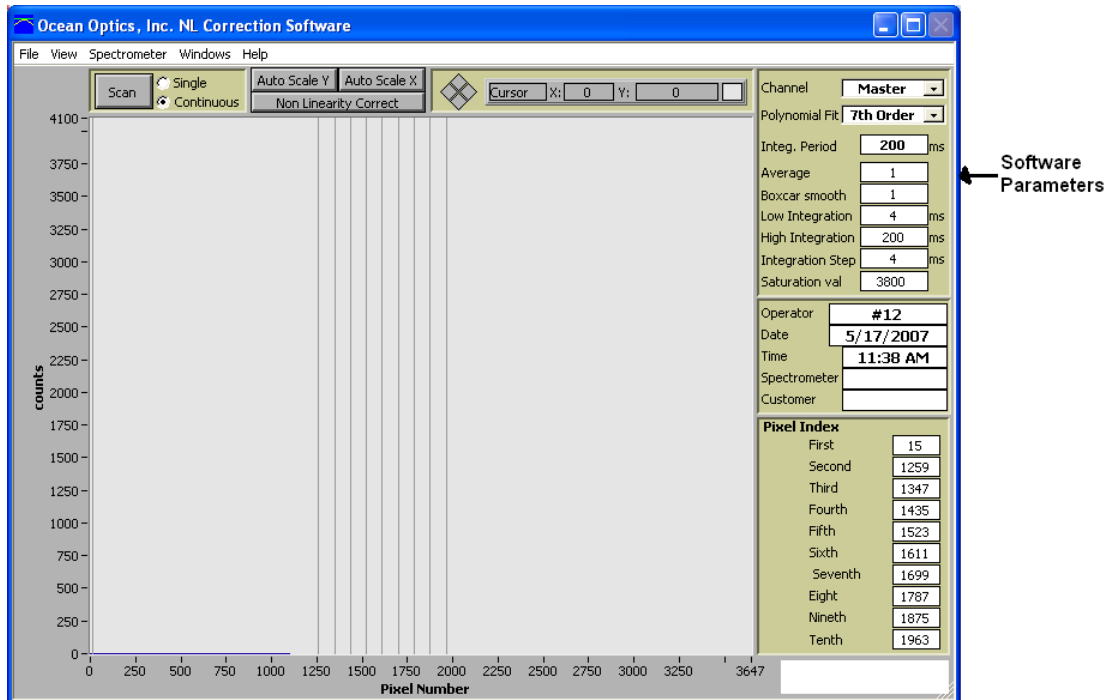 Ocean Optics, Inc. NL Correction Software
File View Spectrometer Windows Help
Scan
Single
Continuous
Auto Scale Y Auto Scale X
Non Linearity Correct
Cursor X: 0 Y: 0
4100
3750
3500
3250
3000
2750
2500
2250
2000
1750
1500
1250
1000
750
500
250
0
counts
0 250 500 750 1000 1250 1500 1750 2000 2250 2500 2750 3000 3250 3647
Pixel Number
Channel Master
Polynomial Fit 7th Order
Integ. Period 200 ms
Average 1
Boxcar smooth 1
Low Integration 4 ms
High Integration 200 ms
Integration Step 4 ms
Saturation val 3800
Operator #12
Date 5/17/2007
Time 11:38 AM
Spectrometer
Customer
Pixel Index
First 15
Second 1259
Third 1347
Fourth 1435
Fifth 1523
Sixth 1611
Seventh 1699
Eight 1787
Nineth 1875
Tenth 1963
Software
Parameters